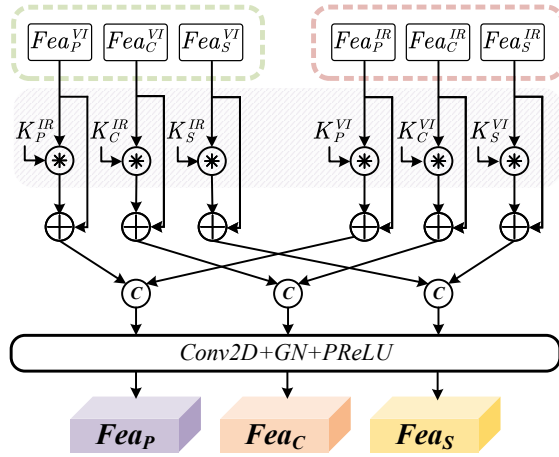 Fea_P^{VI} Fea_C^{VI} Fea_S^{VI} Fea_P^{IR} Fea_C^{IR} Fea_S^{IR}
K_P^{IR} K_C^{IR} K_S^{IR} K_P^{VI} K_C^{VI} K_S^{VI}
C C C
Conv2D+GN+PReLU
Fea_P Fea_C Fea_S